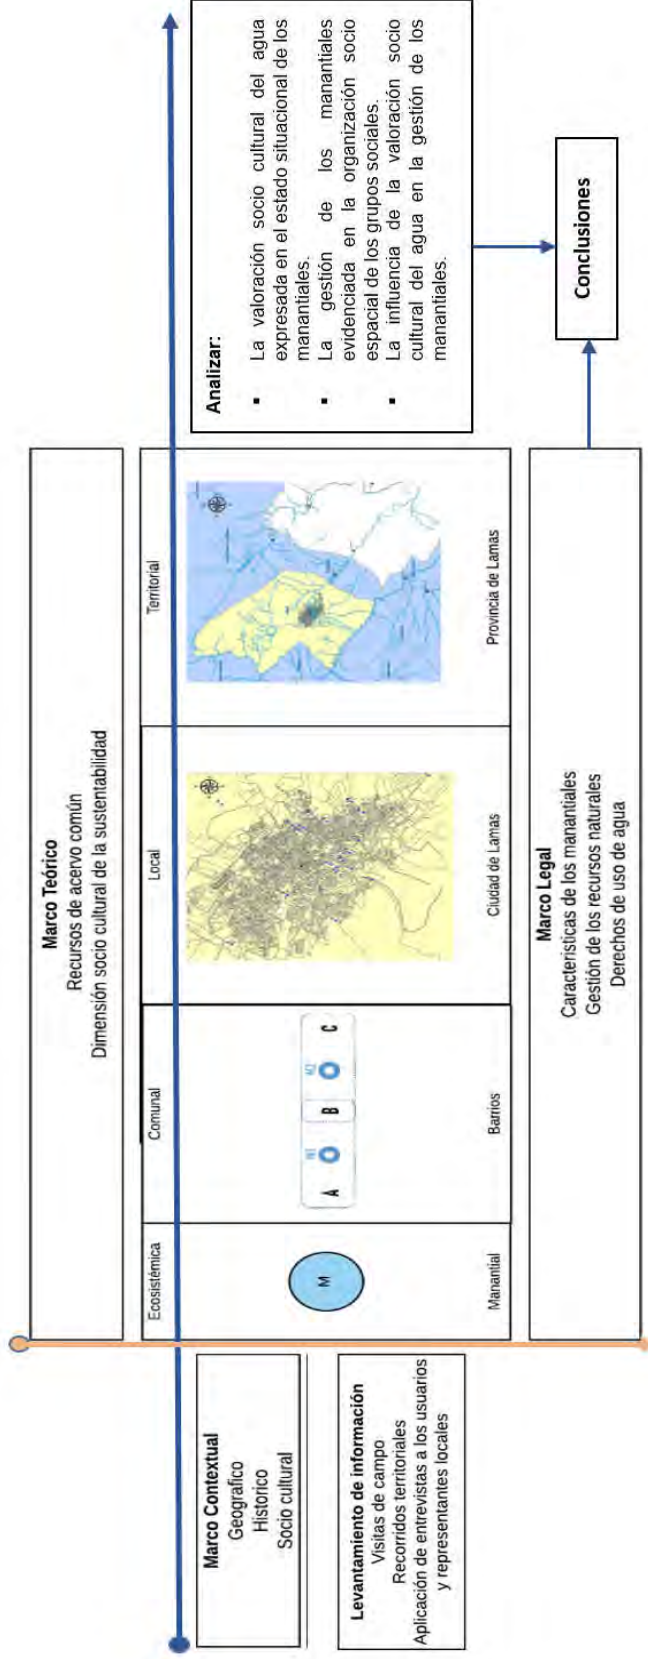 Marco Contextual
Geografico
Historico
Socio cultural
Levantamiento de información
Visitas de campo
Recorridos territoriales
Aplicación de entrevistas a los usuarios
y representantes locales
Marco Teórico
Recursos de acervo común
Dimensión socio cultural de la sustentabilidad
Ecosistémica
Comunal
Local
Territorial
M
A
B
C
Manantial
Barrios
Ciudad de Lamas
Provincia de Lamas
Marco Legal
Características de los manantiales
Gestión de los recursos naturales
Derechos de uso de agua
Analizar:
▪ La valoración socio cultural del agua
expresada en el estado situacional de los
manantiales.
▪ La gestión de los manantiales
evidenciada en la organización socio
espacial de los grupos sociales.
▪ La influencia de la valoración socio
cultural del agua en la gestión de los
manantiales.
Conclusiones